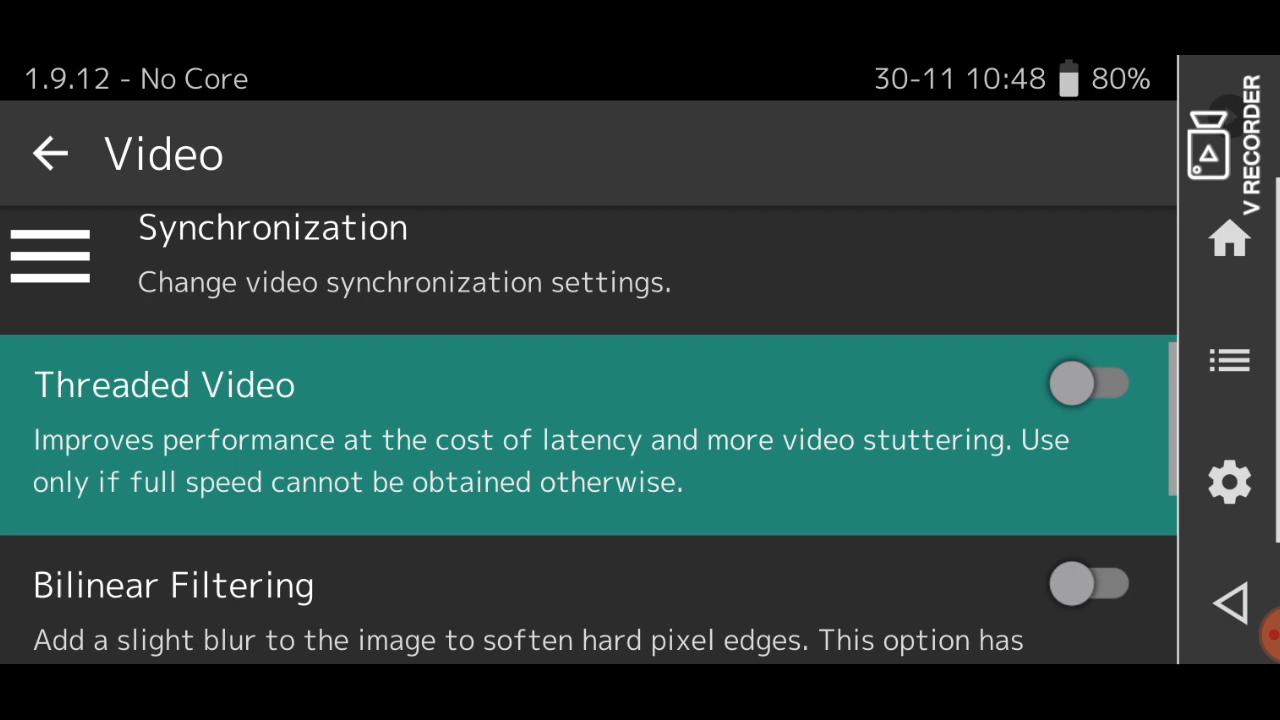 1.9.12 - No Core
30-11 10:48 80%
Video
V RECORDER
Synchronization
Change video synchronization settings.
Threaded Video
Improves performance at the cost of latency and more video stuttering. Use
only if full speed cannot be obtained otherwise.
Bilinear Filtering
Add a slight blur to the image to soften hard pixel edges. This option has